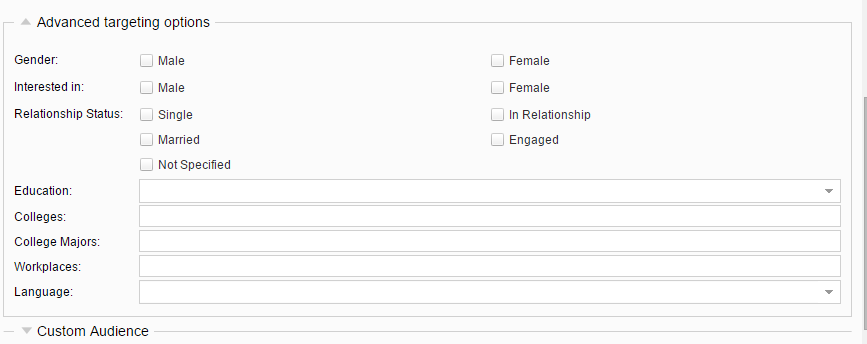 Advanced targeting options
Gender: Male Female
Interested in: Male Female
Relationship Status: Single In Relationship
Married Engaged
Not Specified
Education:
Colleges:
College Majors:
Workplaces:
Language:
Custom Audience